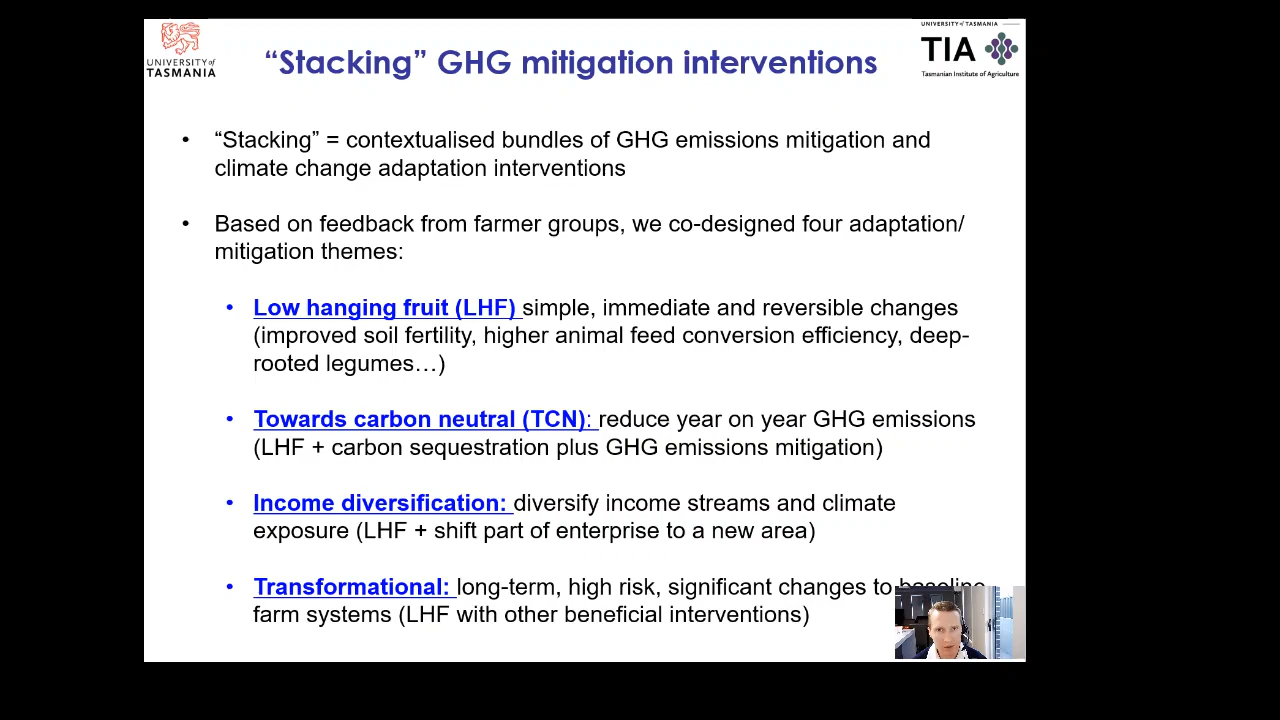 UNIVERSITY of
TASMANIA
“Stacking” GHG mitigation interventions
UNIVERSITY of TASMANIA
TIA
Tasmanian Institute of Agriculture
• “Stacking” = contextualised bundles of GHG emissions mitigation and
climate change adaptation interventions
• Based on feedback from farmer groups, we co-designed four adaptation/
mitigation themes:
• Low hanging fruit (LHF) simple, immediate and reversible changes
(improved soil fertility, higher animal feed conversion efficiency, deep-
rooted legumes…)
• Towards carbon neutral (TCN): reduce year on year GHG emissions
(LHF + carbon sequestration plus GHG emissions mitigation)
• Income diversification: diversify income streams and climate
exposure (LHF + shift part of enterprise to a new area)
• Transformational: long-term, high risk, significant changes to baseline
farm systems (LHF with other beneficial interventions)